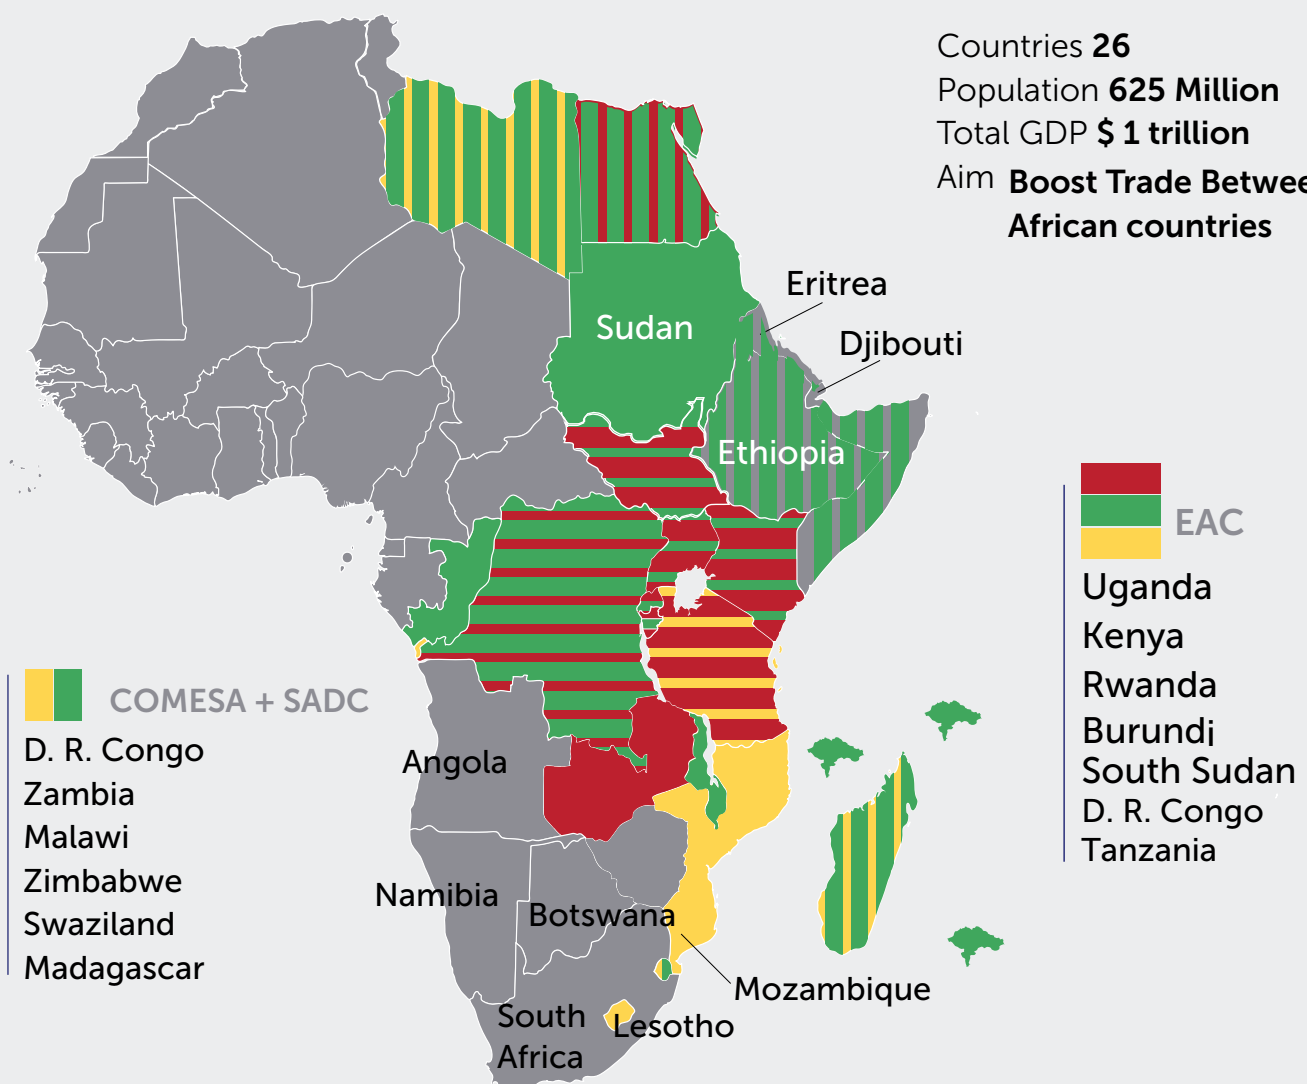 Countries 26
Population 625 Million
Total GDP $ 1 trillion
Aim Boost Trade Betwee
African countries
Eritrea
Sudan
Djibouti
Ethiopia
EAC
Uganda
Kenya
Rwanda
Burundi
South Sudan
D. R. Congo
Tanzania
COMESA + SADC
D. R. Congo
Zambia
Malawi
Zimbabwe
Swaziland
Madagascar
Angola
Namibia
Botswana
Mozambique
South
Africa
Lesotho